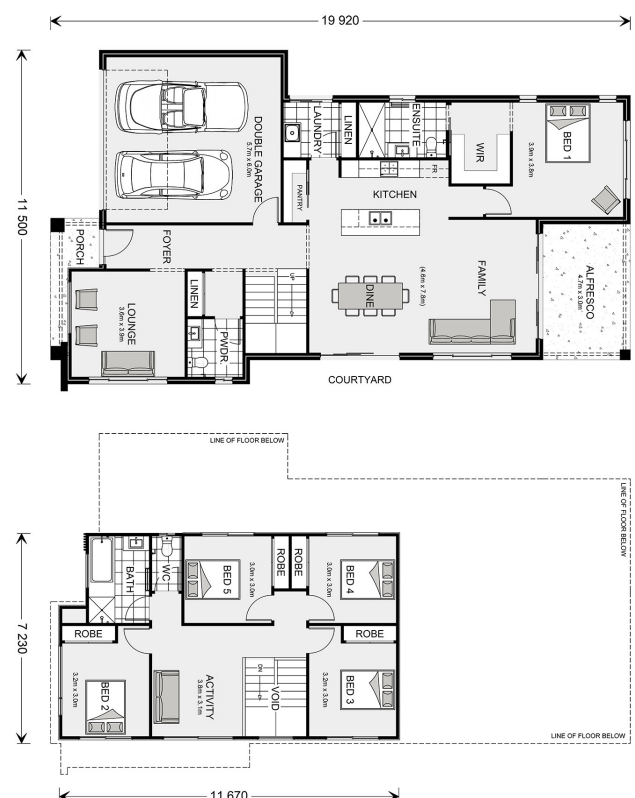 19 920
11 500
DOUBLE GARAGE
5.7m x 6.0m
LAUNDRY
LINEN
ENSUITE
WIR
BED 1
3.9m x 3.8m
PANTRY
KITCHEN
FR
PORCH
FOYER
LINEN
UP
LOUNGE
3.6m x 3.9m
PWDR.
DINE
(4.6m x 7.8m)
FAMILY
ALFRESCO
4.7m x 3.0m
COURTYARD
LINE OF FLOOR BELOW
LINE OF FLOOR BELOW
7 230
BATH
WC
BED 5
3.0m x 3.0m
ROBE
ROBE
3.0m x 3.0m
BED 4
ROBE
ROBE
3.2m x 3.0m
BED 2
ACTIVITY
3.8m x 3.1m
DN
VOID
3.2m x 3.0m
BED 3
LINE OF FLOOR BELOW
11 670